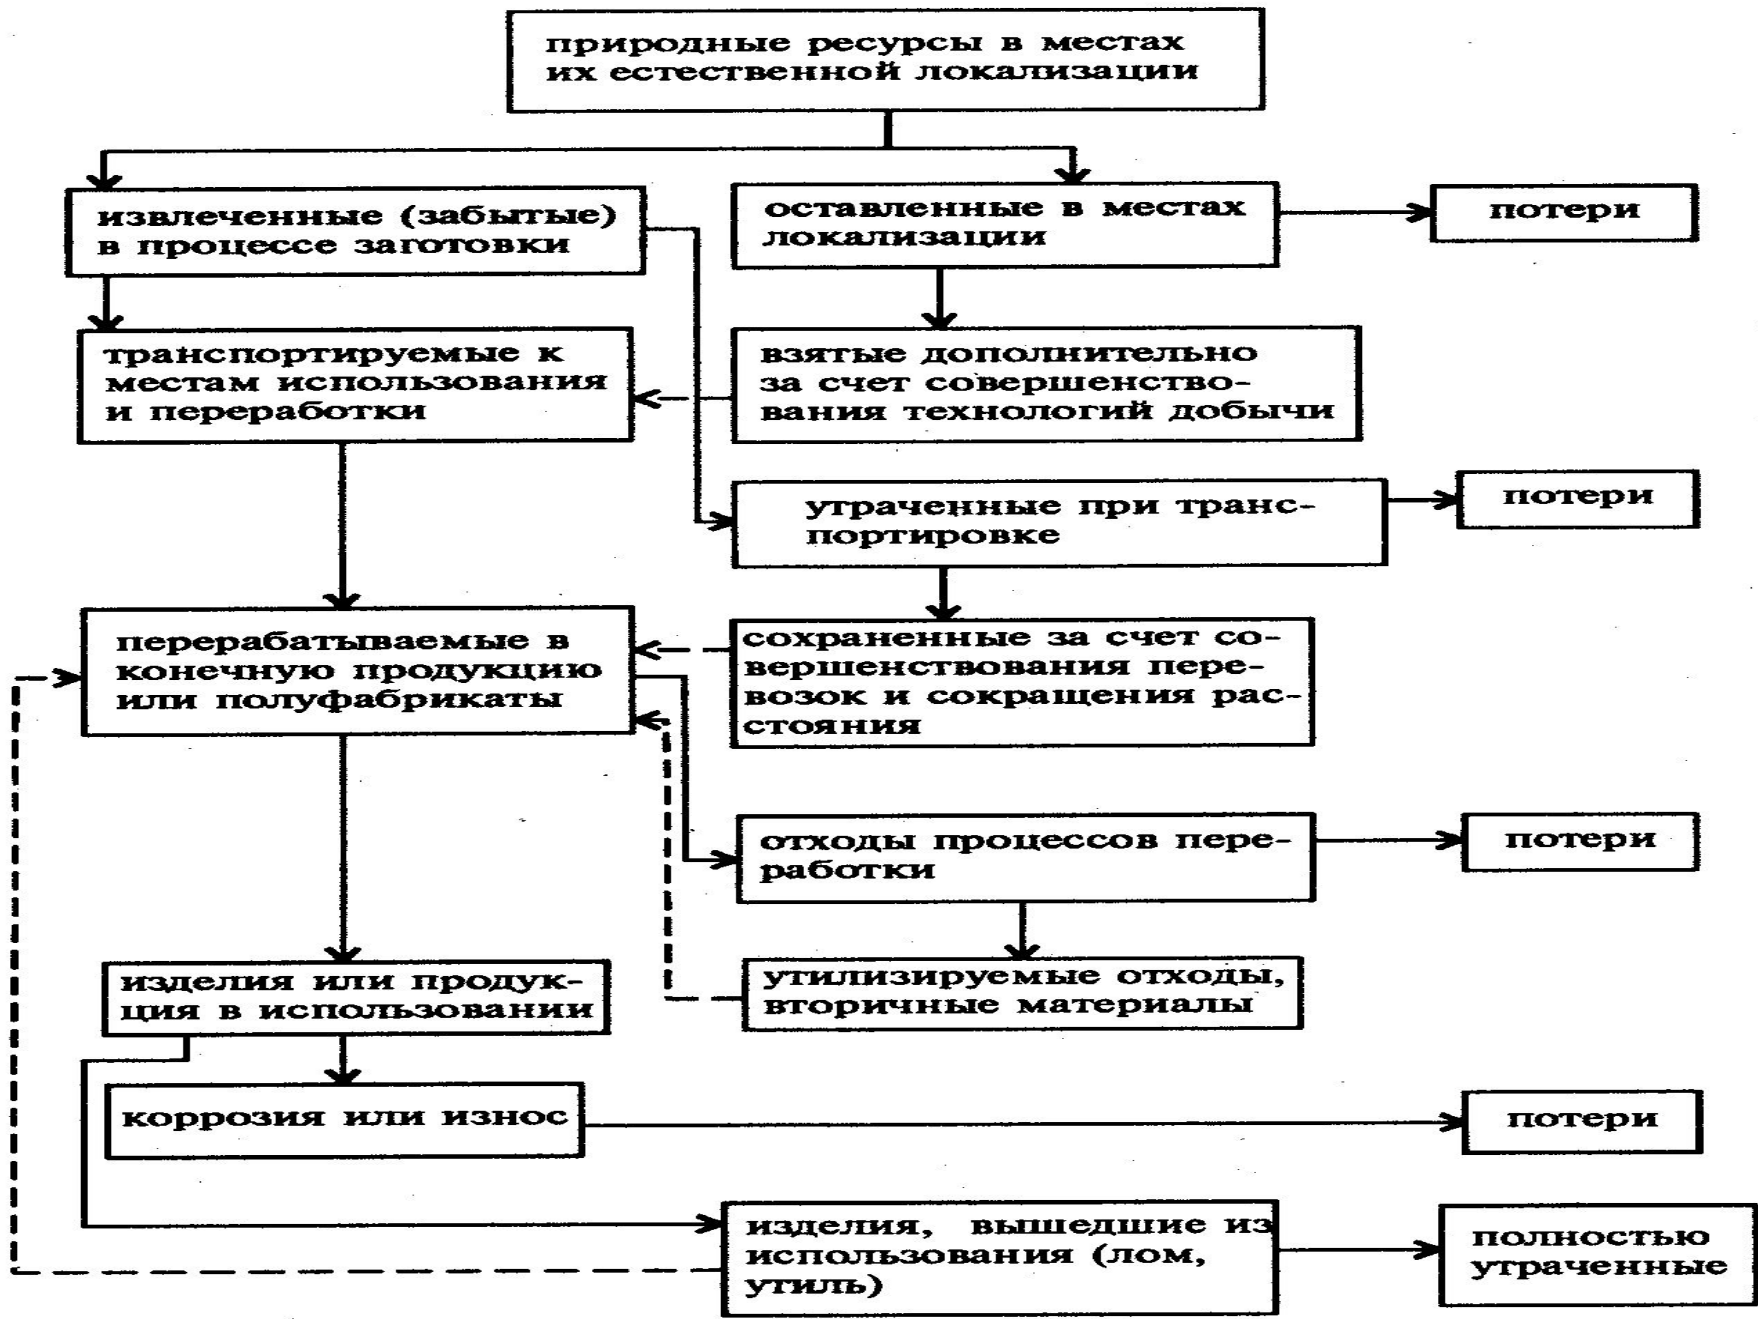 природные ресурсы в местах
их естественной локализации
извлеченные (забытые)
в процессе заготовки
оставленные в местах
локализации
потери
транспортируемые к
местам использования
и переработки
взятые дополнительно
за счет совершенство-
вания технологий добычи
утраченные при транс-
портировке
потери
перерабатываемые в
конечную продукцию
или полуфабрикаты
сохраненные за счет со-
вершенствования пере-
возок и сокращения рас-
стояния
отходы процессов пере-
работки
потери
изделия или продук-
ция в использовании
утилизируемые отходы,
вторичные материалы
коррозия или износ
потери
изделия, вышедшие из
использования (лом,
утиль)
полностью
утраченные